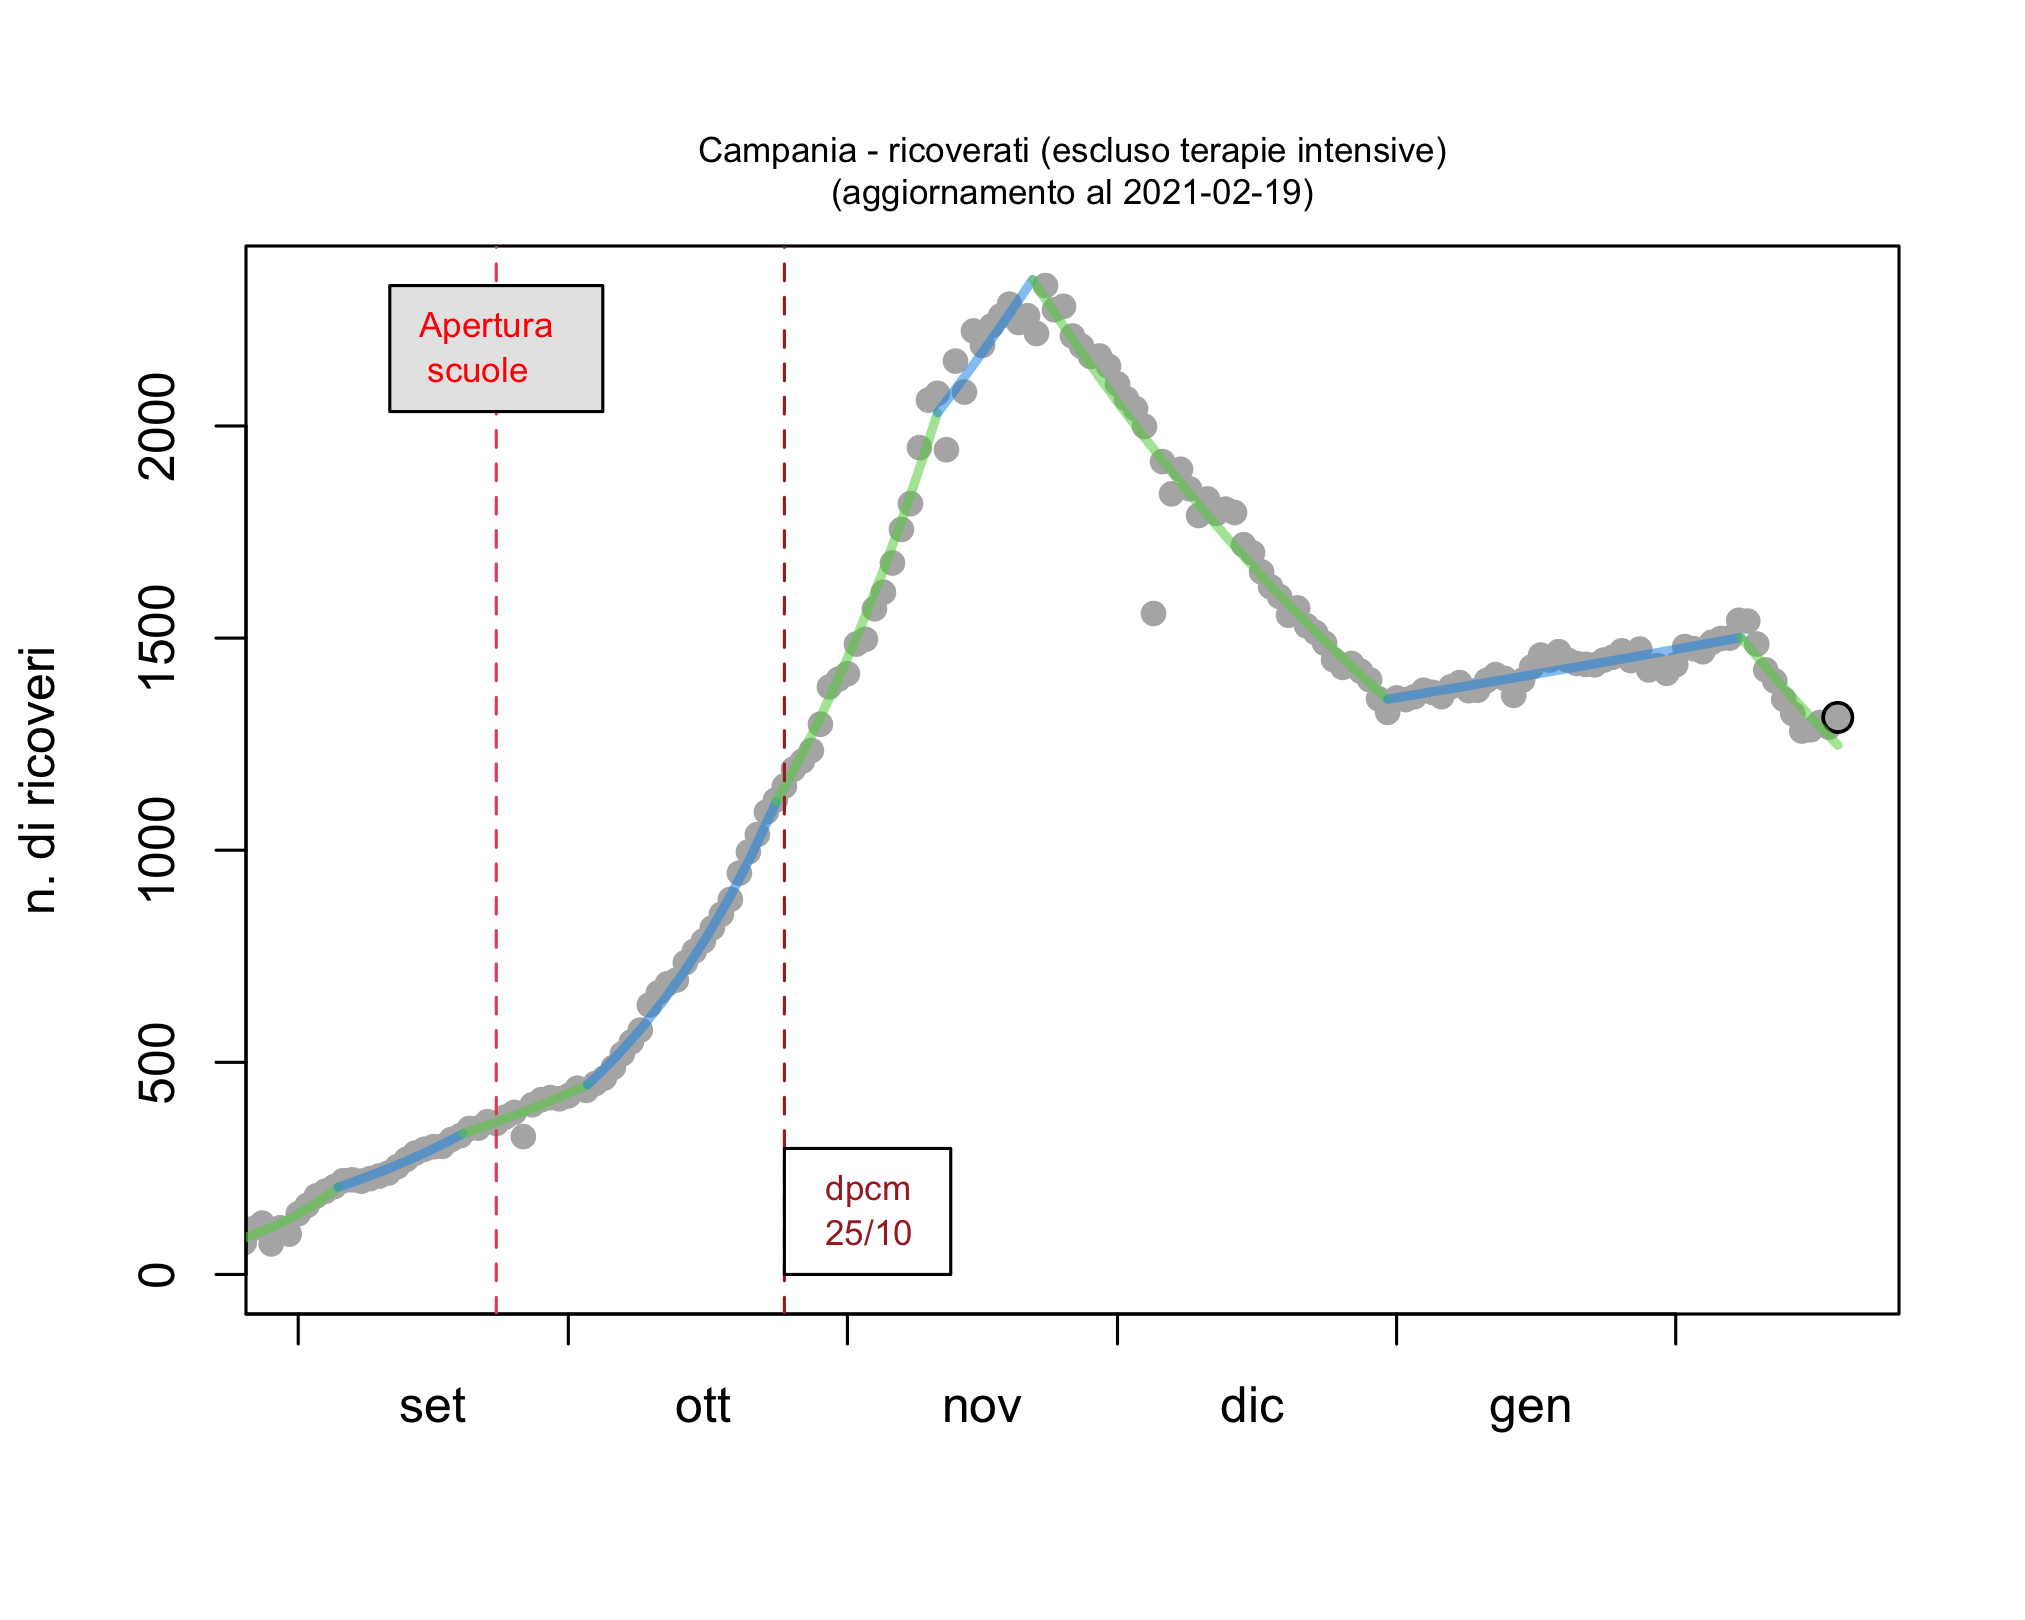 Campania - ricoverati (escluso terapie intensive)
(aggiornamento al 2021-02-19)
Apertura
scuole
dpcm
25/10
n. di ricoveri
2000
1500
1000
500
0
set ott nov dic gen